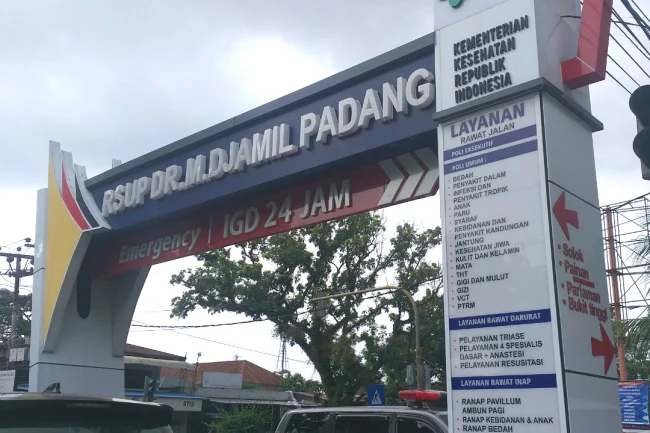 RSUP DR.M.DJAMIL PADANG
Emergency | IGD 24 JAM
KEMENTERIAN
KESEHATAN
REPUBLIK
INDONESIA
LAYANAN
RAWAT JALAN
POLI EKSEKUTIF
POLI UMUM :
- BEDAH
- PENYAKIT DALAM
- INFEKSI DAN
PENYAKIT TROPIK
- ANAK
- PARU
- SYARAF
- KEBIDANAN DAN
PENYAKIT KANDUNGAN
- JANTUNG
- KESEHATAN JIWA
- KULIT DAN KELAMIN
- MATA
- THT
- GIGI DAN MULUT
- GIZI
- VCT
- PTRM
LAYANAN RAWAT DARURAT
- PELAYANAN TRIASE
- PELAYANAN 4 SPESIALIS
DASAR + ANASTESI
- PELAYANAN RESUSITASI
LAYANAN RAWAT INAP
- RANAP PAVILLUM
- AMBUN PAGI
- RANAP KEBIDANAN & ANAK
- RANAP BEDAH
Solok
Painan
Pariaman
Bukit tinggi